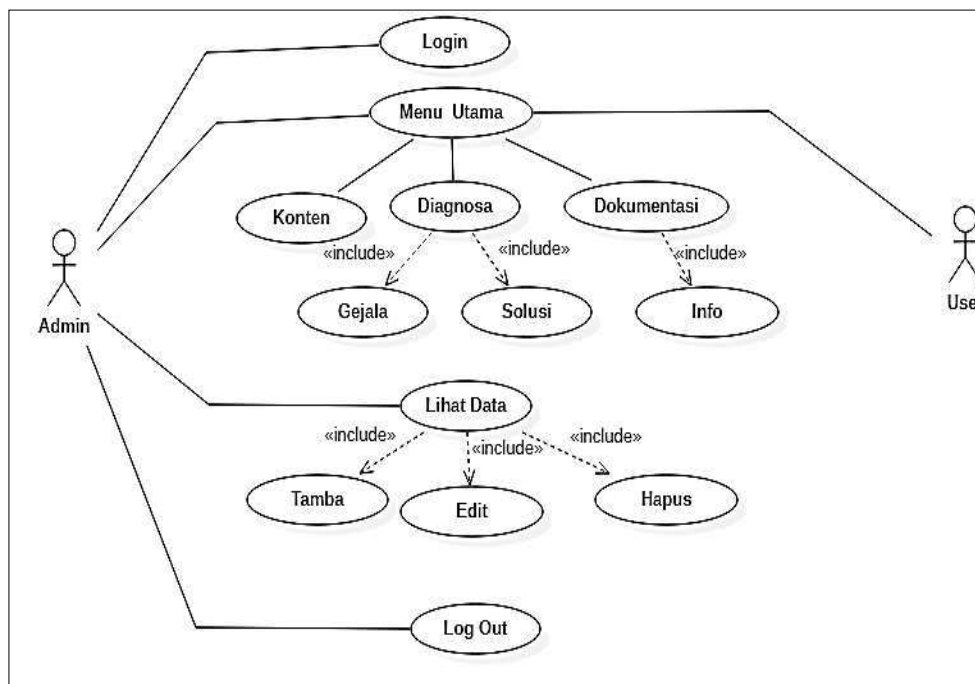 Login
Menu Utama
Konten
Diagnosa
Dokumentasi
«include»
«include»
«include»
Gejala
Solusi
Info
Admin
Use
Lihat Data
«include»
«include»
«include»
Tamba
Edit
Hapus
Log Out